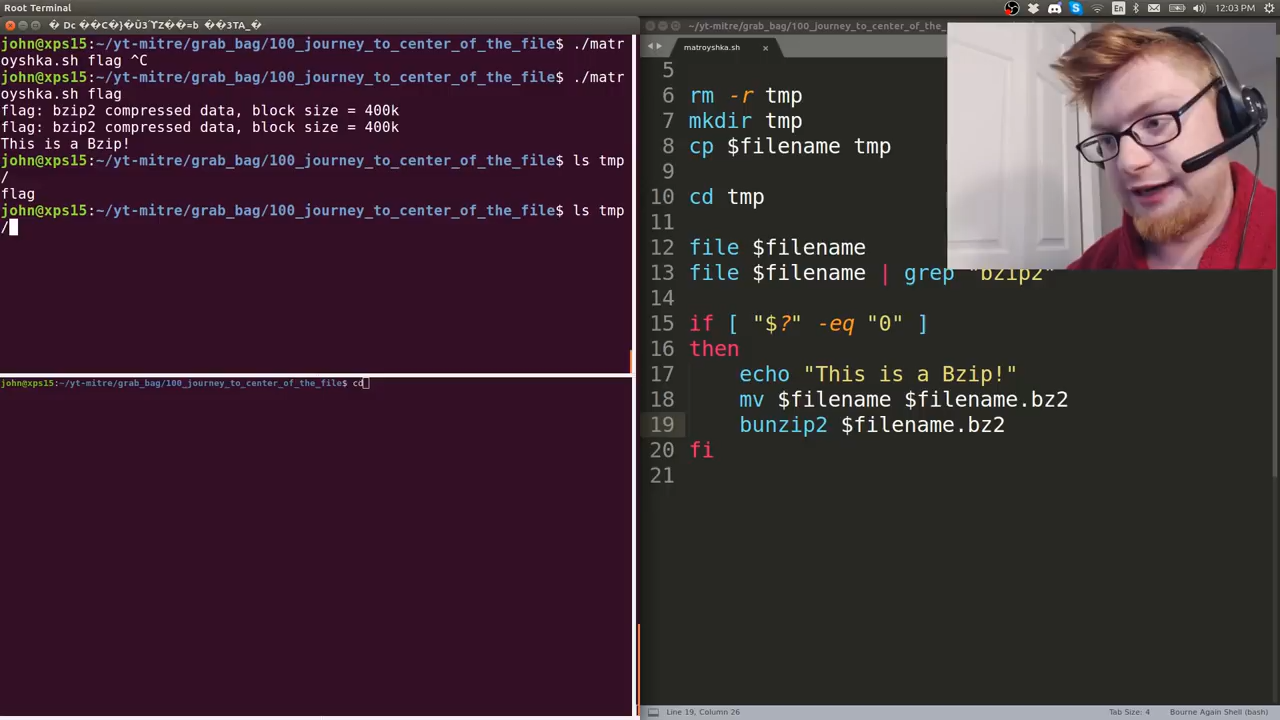 Root Terminal
En
12:03 PM
john@xps15:~/yt-mitre/grab_bag/100_journey_to_center_of_the_file$ ./matr
oyshka.sh flag ^C
john@xps15:~/yt-mitre/grab_bag/100_journey_to_center_of_the_file$ ./matr
oyshka.sh flag
flag: bzip2 compressed data, block size = 400k
flag: bzip2 compressed data, block size = 400k
This is a Bzip!
john@xps15:~/yt-mitre/grab_bag/100_journey_to_center_of_the_file$ ls tmp
/
flag
john@xps15:~/yt-mitre/grab_bag/100_journey_to_center_of_the_file$ ls tmp
/
john@xps15:~/yt-mitre/grab_bag/100_journey_to_center_of_the_file$ cd
~/yt-mitre/grab_bag/100_journey_to_center_of_the_
matroyshka.sh
5
6 rm -r tmp
7 mkdir tmp
8 cp $filename tmp
9
10 cd tmp
11
12 file $filename
13 file $filename | grep "bzip2"
14
15 if [ "$?" -eq "0" ]
16 then
17 echo "This is a Bzip!"
18 mv $filename $filename.bz2
19 bunzip2 $filename.bz2
20 fi
21
Line 19, Column 26
Tab Size: 4
Bourne Again Shell (bash)